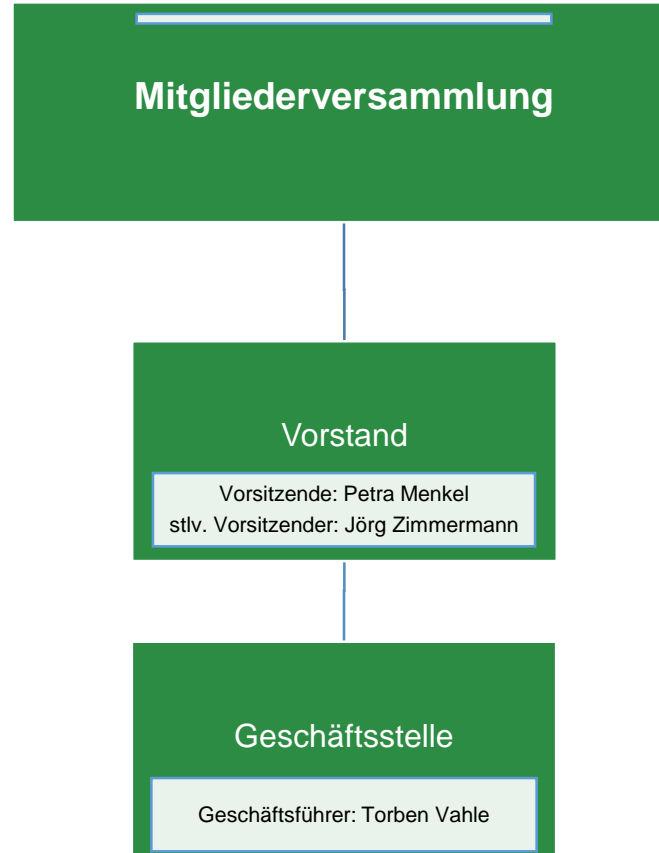 Mitgliederversammlung
Vorstand
Vorsitzende: Petra Menkel
stlv. Vorsitzender: Jörg Zimmermann
Geschäftsstelle
Geschäftsführer: Torben Vahle